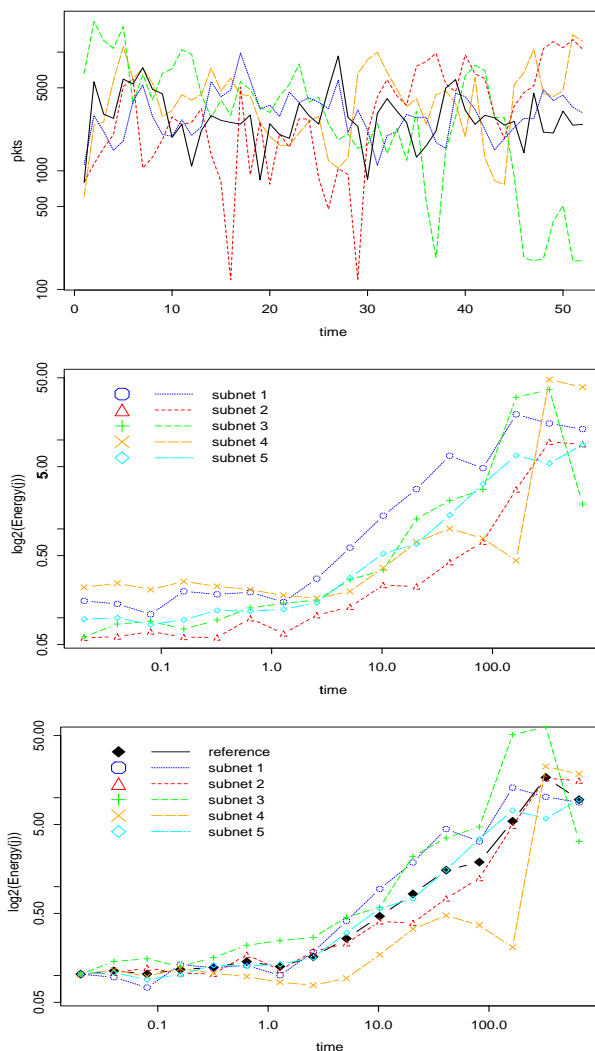 pkts
5000
1000
500
100
0
10
20
30
40
50
time
log2(Energy(j))
50.00
5.00
0.50
0.05
subnet 1
subnet 2
subnet 3
subnet 4
subnet 5
0.1
1.0
10.0
100.0
time
log2(Energy(j))
50.00
5.00
0.50
0.05
reference
subnet 1
subnet 2
subnet 3
subnet 4
subnet 5
0.1
1.0
10.0
100.0
time